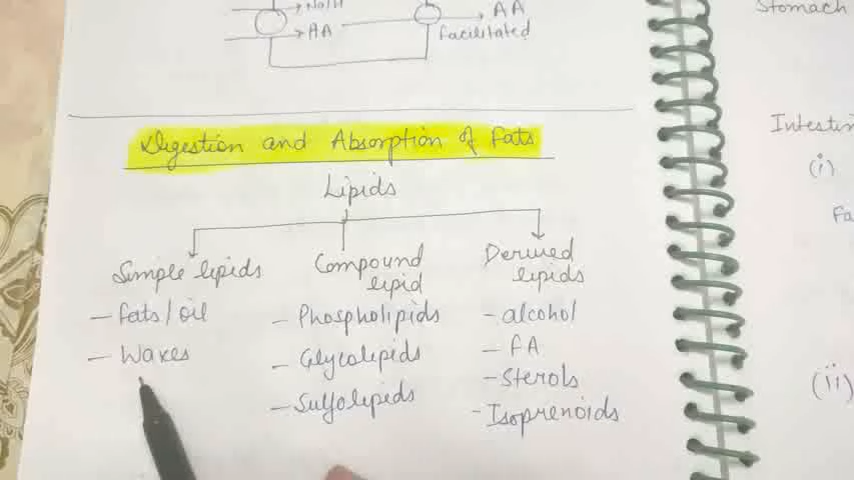 AA
AA
facilitated
Digestion and Absorption of fats
Lipids
Simple lipids
- fats/oil
- Waxes
Compound
lipid
- Phospholipids
- Glycolipids
- Sulfolipids
Derived
lipids
- alcohol
- FA
- Sterols
- Isoprenoids
Stomach
(i)
(ii)